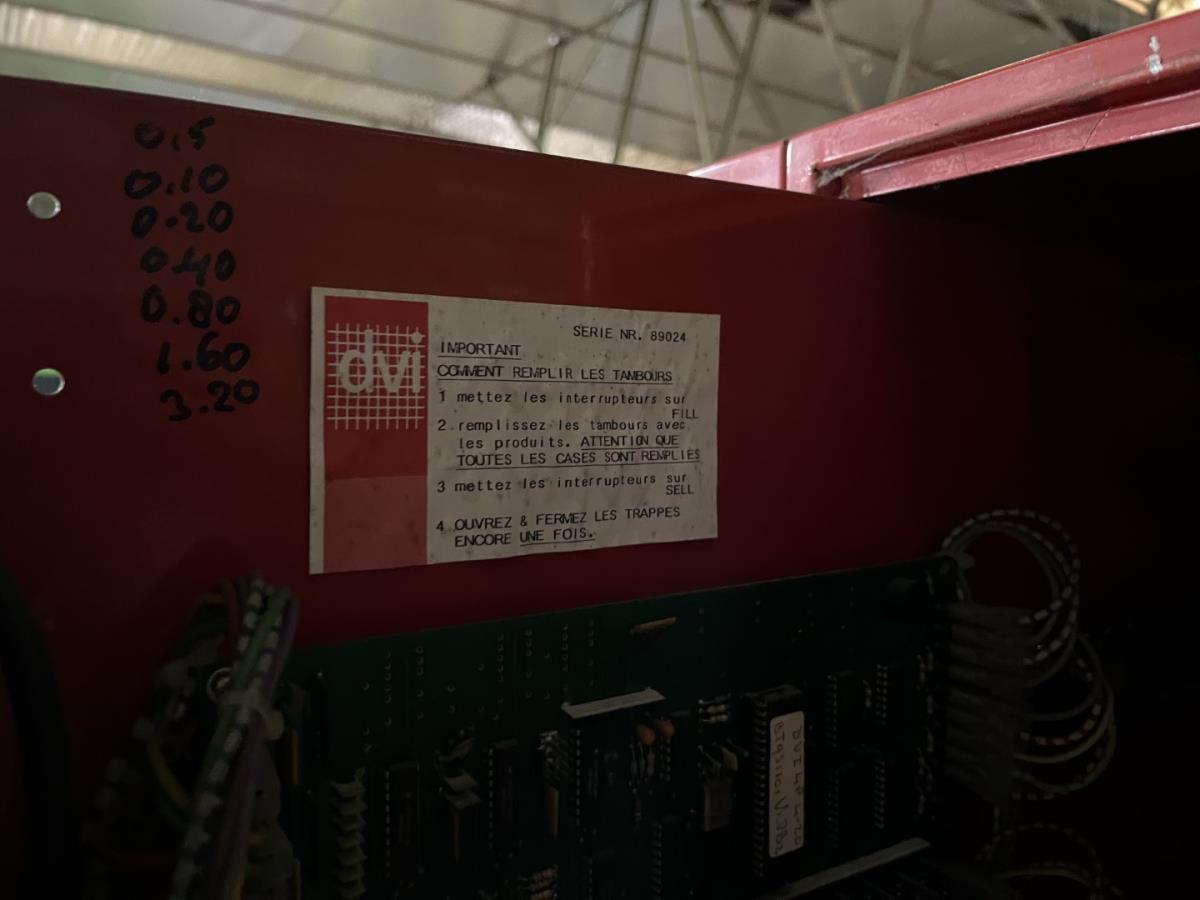 0.5
0.10
0.20
0.40
0.80
1.60
3.20
dvi
SERIE NR. 89024
IMPORTANT
COMMENT REMPLIR LES TAMBOURS
1 mettez les interrupteurs sur
FILL
2 remplissez les tambours avec
les produits. ATTENTION QUE
TOUTES LES CASES SONT REMPLIES
3 mettez les interrupteurs sur
SELL
4 OUVREZ & FERMEZ LES TRAPPES
ENCORE UNE FOIS.